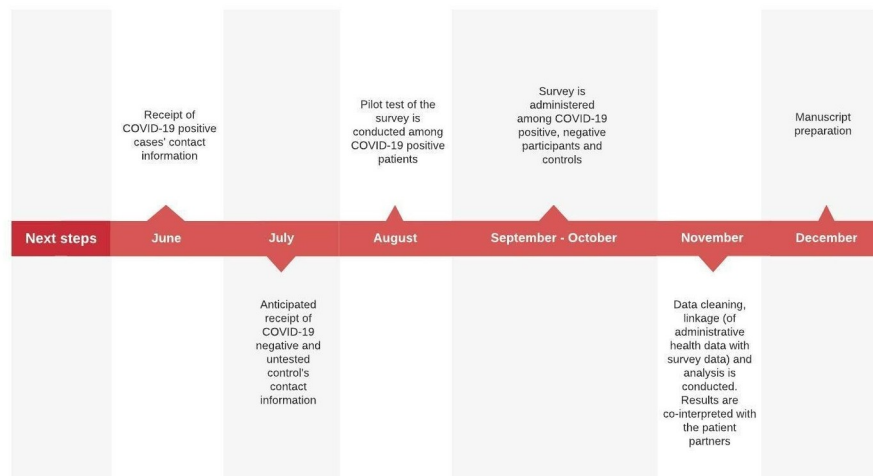 Receipt of
COVID-19 positive
cases' contact
information
Pilot test of the
survey is
conducted among
COVID-19 positive
patients
Survey is
administered
among COVID-19
positive, negative
participants and
controls
Manuscript
preparation
Next steps
June
July
August
September - October
November
December
Anticipated
receipt of
COVID-19
negative and
untested
control's
contact
information
Data cleaning,
linkage (of
administrative
health data with
survey data) and
analysis is
conducted.
Results are
co-interpreted with
the patient
partners